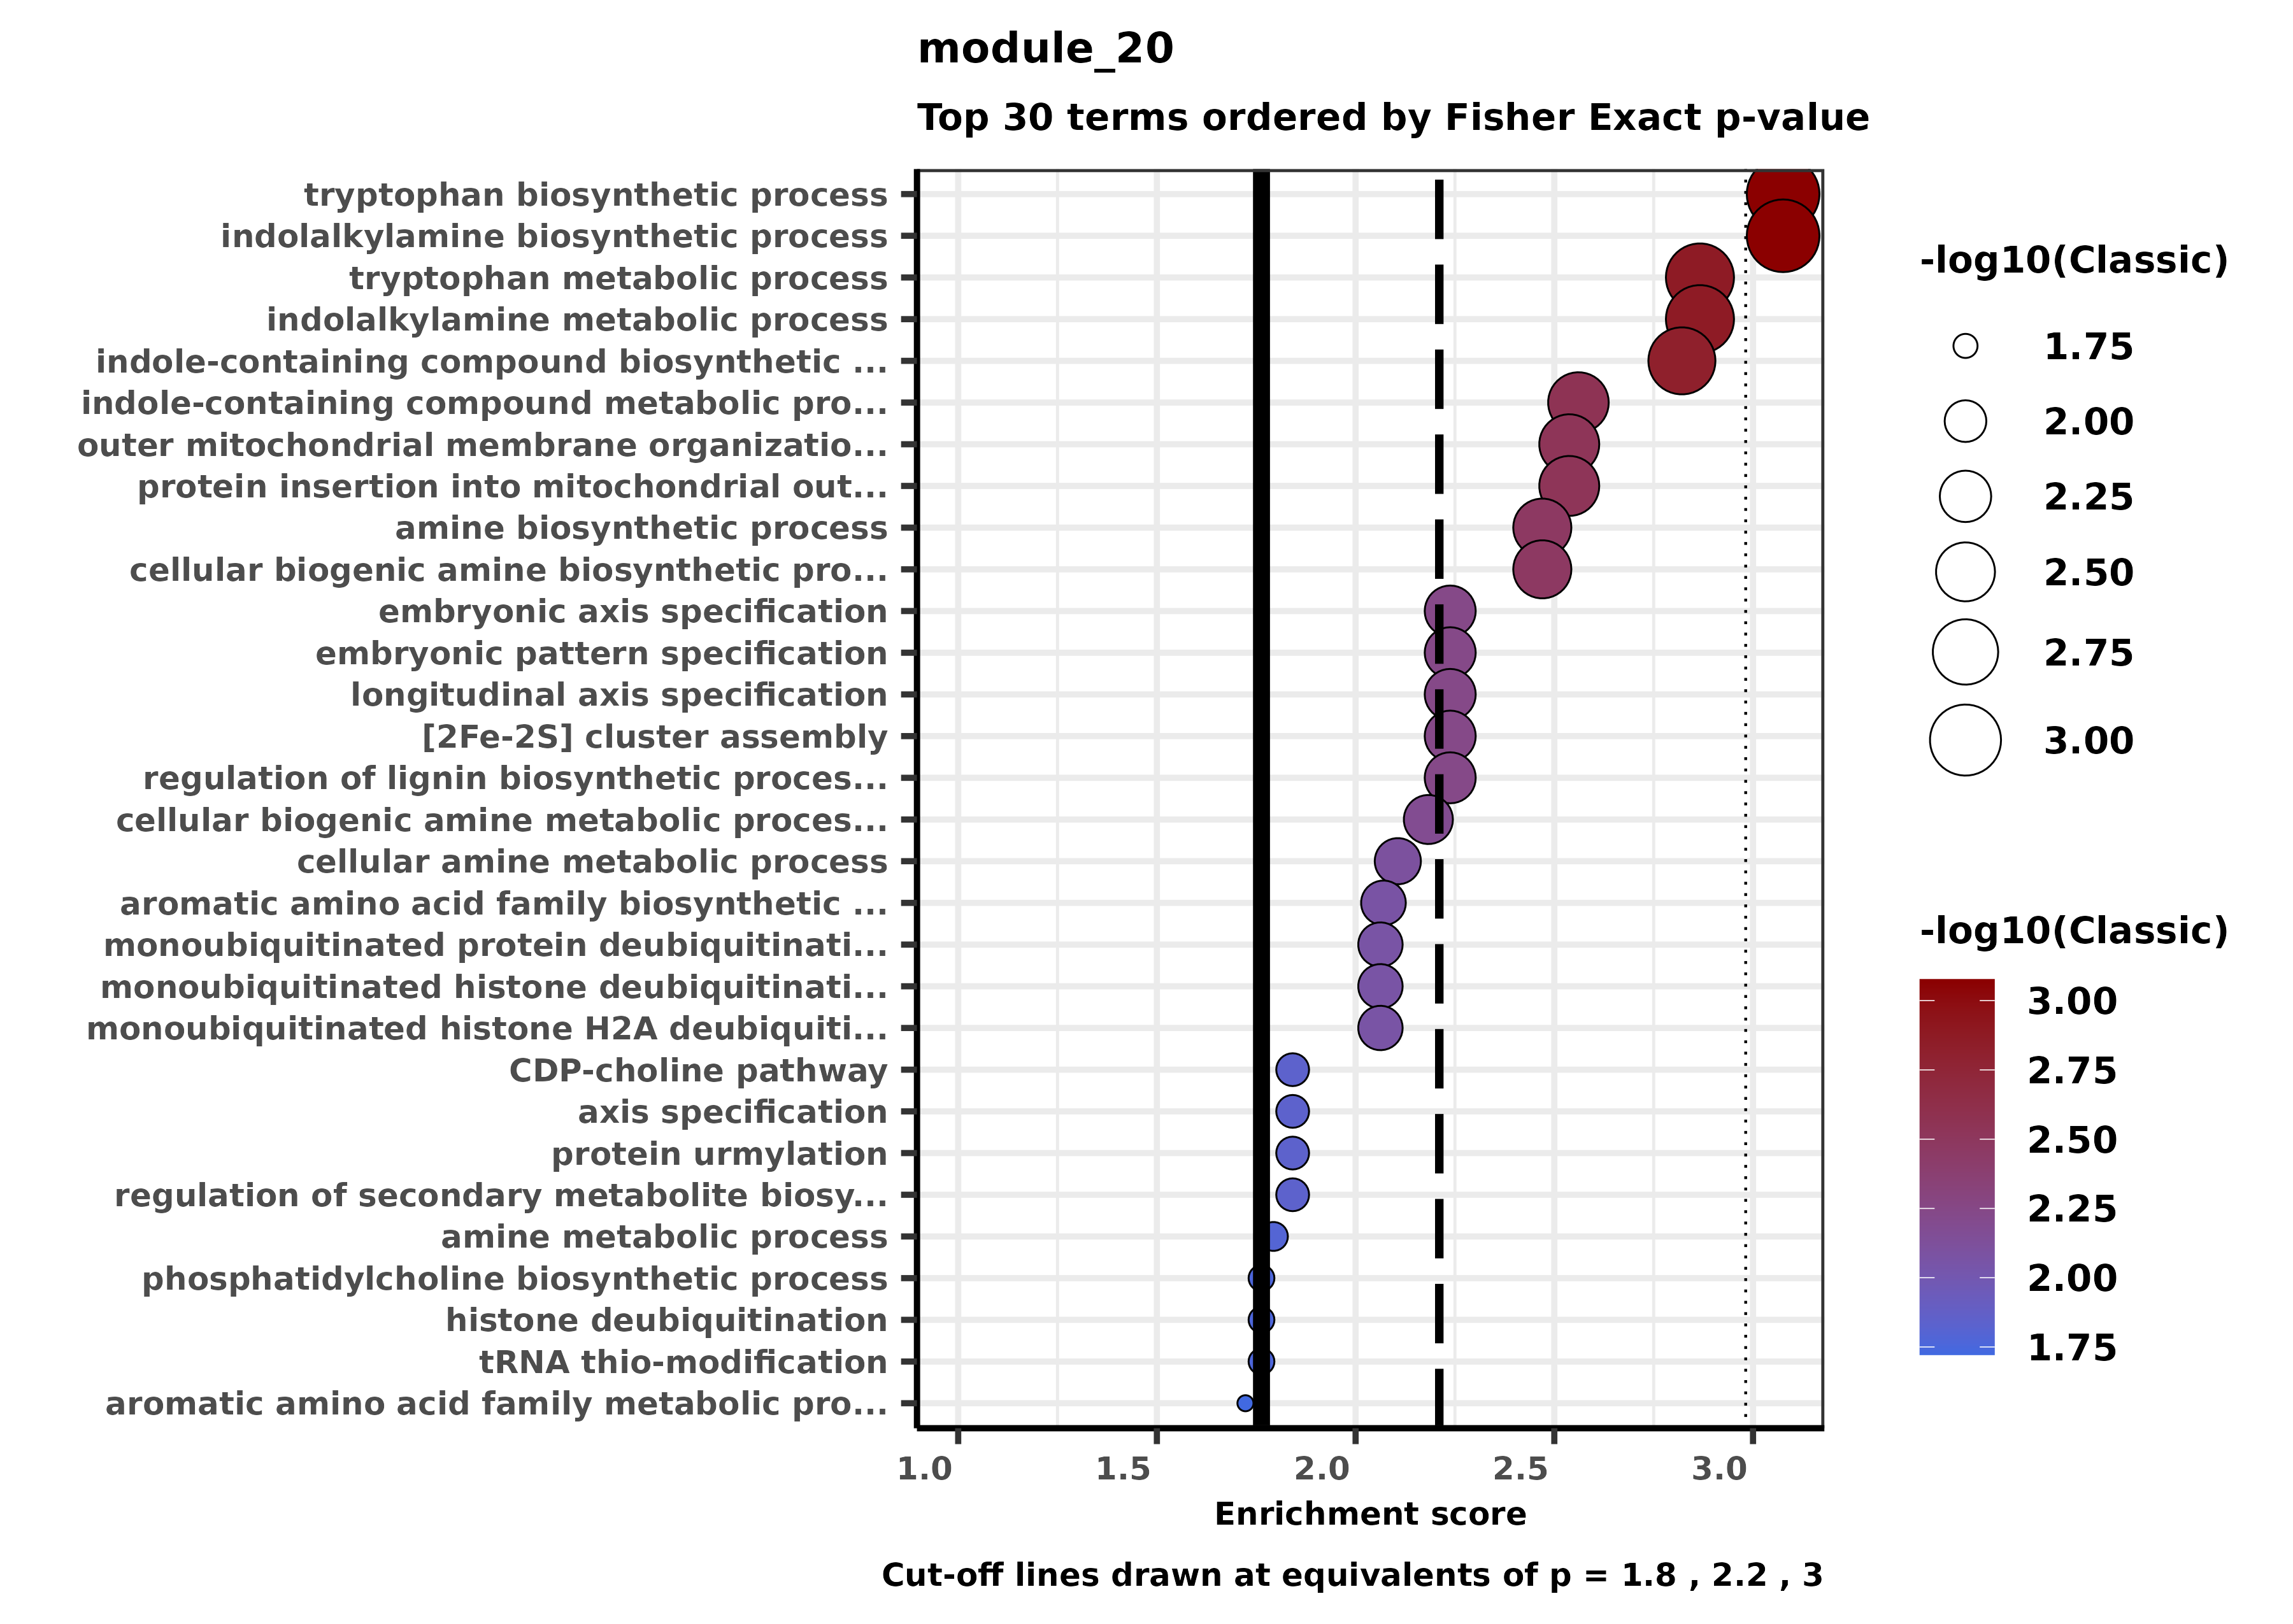 module_20
Top 30 terms ordered by Fisher Exact p-value
tryptophan biosynthetic process
indolalkylamine biosynthetic process
tryptophan metabolic process
indolalkylamine metabolic process
indole-containing compound biosynthetic ...
indole-containing compound metabolic pro...
outer mitochondrial membrane organizatio...
protein insertion into mitochondrial out...
amine biosynthetic process
cellular biogenic amine biosynthetic pro...
embryonic axis specification
embryonic pattern specification
longitudinal axis specification
[2Fe-2S] cluster assembly
regulation of lignin biosynthetic proces...
cellular biogenic amine metabolic proces...
cellular amine metabolic process
aromatic amino acid family biosynthetic ...
monoubiquitinated protein deubiquitinati...
monoubiquitinated histone deubiquitinati...
monoubiquitinated histone H2A deubiquiti...
CDP-choline pathway
axis specification
protein urmylation
regulation of secondary metabolite biosy...
amine metabolic process
phosphatidylcholine biosynthetic process
histone deubiquitination
tRNA thio-modification
aromatic amino acid family metabolic pro...
1.0 1.5 2.0 2.5 3.0
Enrichment score
Cut-off lines drawn at equivalents of p = 1.8 , 2.2 , 3
-log10(Classic)
1.75
2.00
2.25
2.50
2.75
3.00
-log10(Classic)
3.00
2.75
2.50
2.25
2.00
1.75